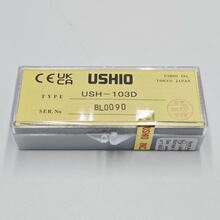 CE UK CA USHIO
USHIO Inc.
TOKYO JAPAN
TYPE USH-103D
SER.No BL0090